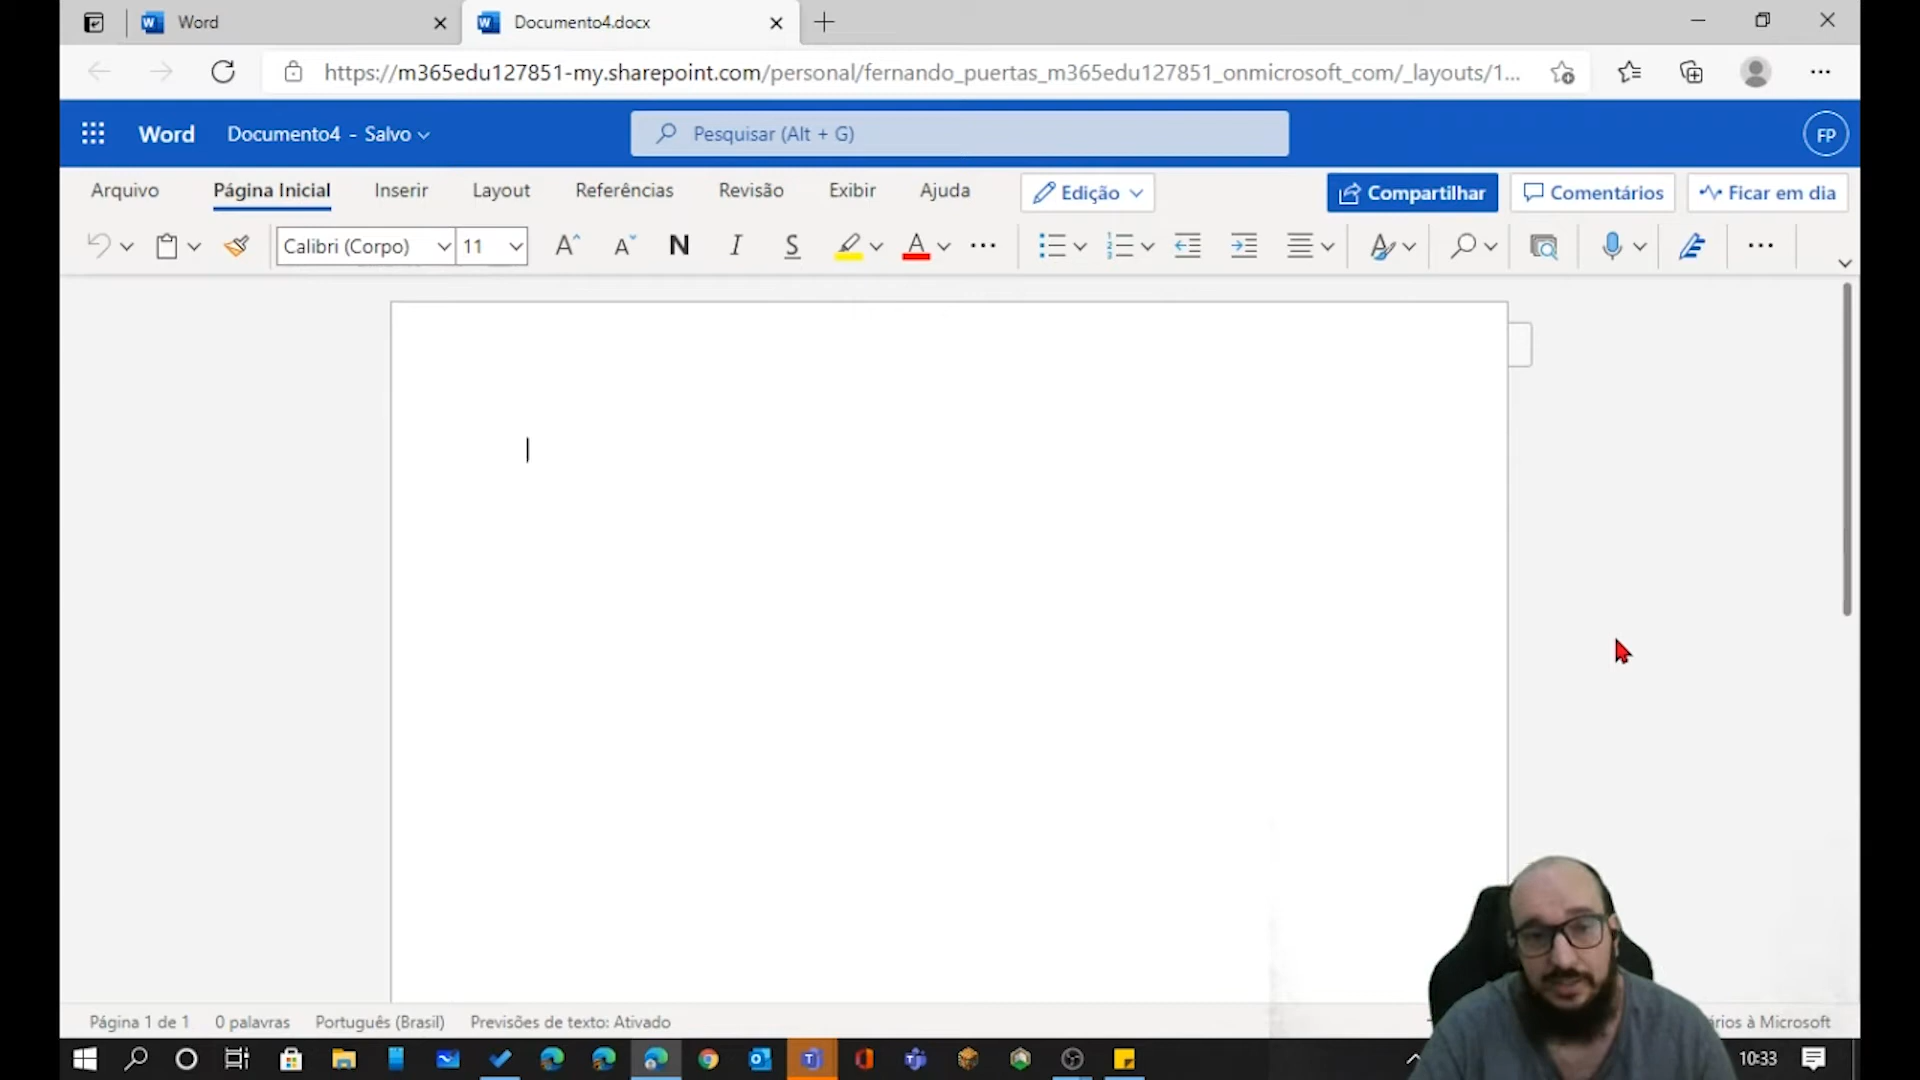 Word
Documento4.docx
https://m365edu127851-my.sharepoint.com/personal/fernando_puertas_m365edu127851_onmicrosoft_com/_layouts/1...
Word
Documento4 - Salvo
Pesquisar (Alt + G)
FP
Arquivo
Página Inicial
Inserir
Layout
Referências
Revisão
Exibir
Ajuda
Edição
Compartilhar
Comentários
Ficar em dia
Calibri (Corpo)
11
A
A
N
I
S
A
Página 1 de 1
0 palavras
Português (Brasil)
Previsões de texto: Ativado
à Microsoft
10:33